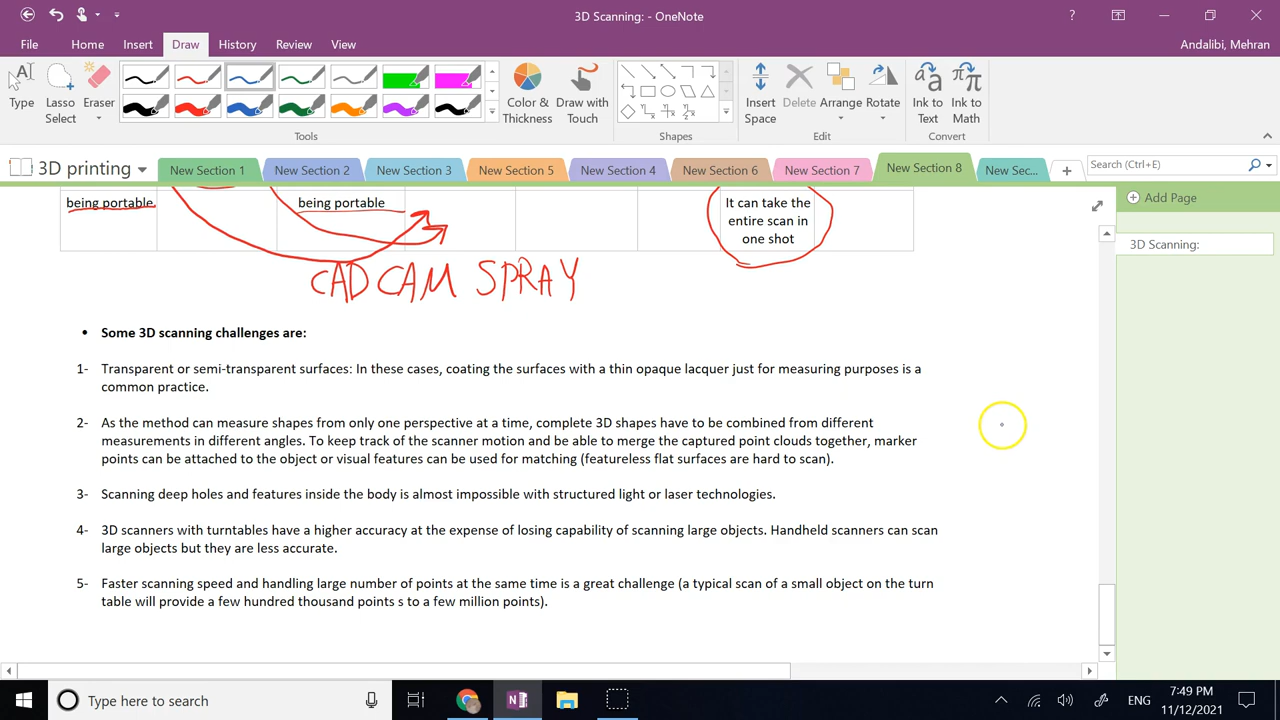 3D Scanning: - OneNote
?
File Home Insert Draw History Review View
Andalibi, Mehran
Type
Lasso Select
Eraser
Color & Thickness
Draw with Touch
Insert Space
Delete
Arrange
Rotate
Ink to Text
Ink to Math
Tools
Shapes
Edit
Convert
3D printing
New Section 1
New Section 2
New Section 3
New Section 5
New Section 4
New Section 6
New Section 7
New Section 8
New Sec...
Search (Ctrl+E)
Add Page
3D Scanning:
being portable
being portable
It can take the
entire scan in
one shot
CAD CAM SPRAY
• Some 3D scanning challenges are:
1- Transparent or semi-transparent surfaces: In these cases, coating the surfaces with a thin opaque lacquer just for measuring purposes is a
common practice.
2- As the method can measure shapes from only one perspective at a time, complete 3D shapes have to be combined from different
measurements in different angles. To keep track of the scanner motion and be able to merge the captured point clouds together, marker
points can be attached to the object or visual features can be used for matching (featureless flat surfaces are hard to scan).
3- Scanning deep holes and features inside the body is almost impossible with structured light or laser technologies.
4- 3D scanners with turntables have a higher accuracy at the expense of losing capability of scanning large objects. Handheld scanners can scan
large objects but they are less accurate.
5- Faster scanning speed and handling large number of points at the same time is a great challenge (a typical scan of a small object on the turn
table will provide a few hundred thousand points s to a few million points).
Type here to search
ENG
7:49 PM
11/12/2021